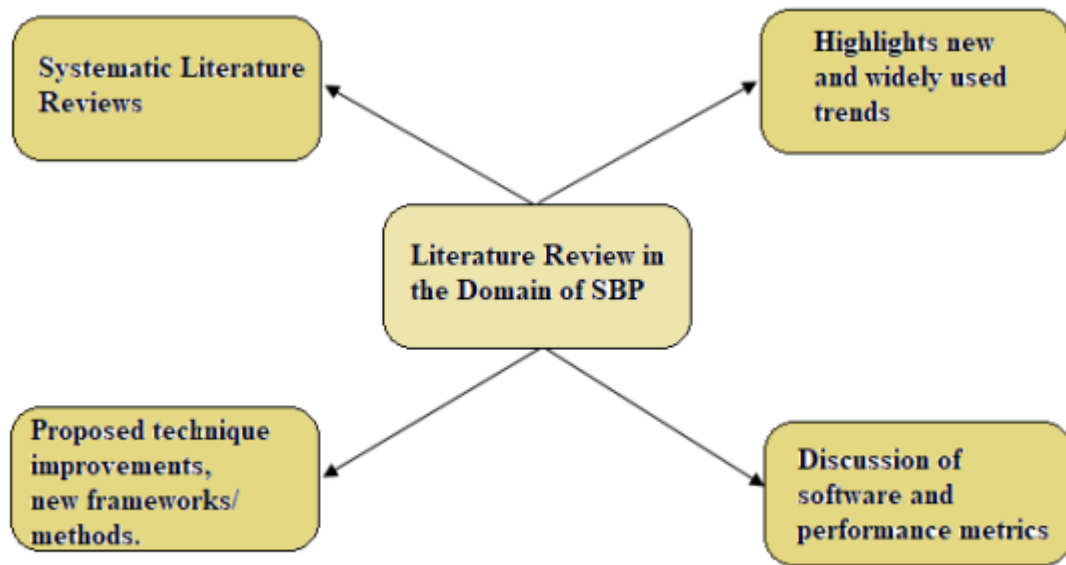 Systematic Literature
Reviews
Highlights new
and widely used
trends
Literature Review in
the Domain of SBP
Proposed technique
improvements,
new frameworks/
methods.
Discussion of
software and
performance metrics